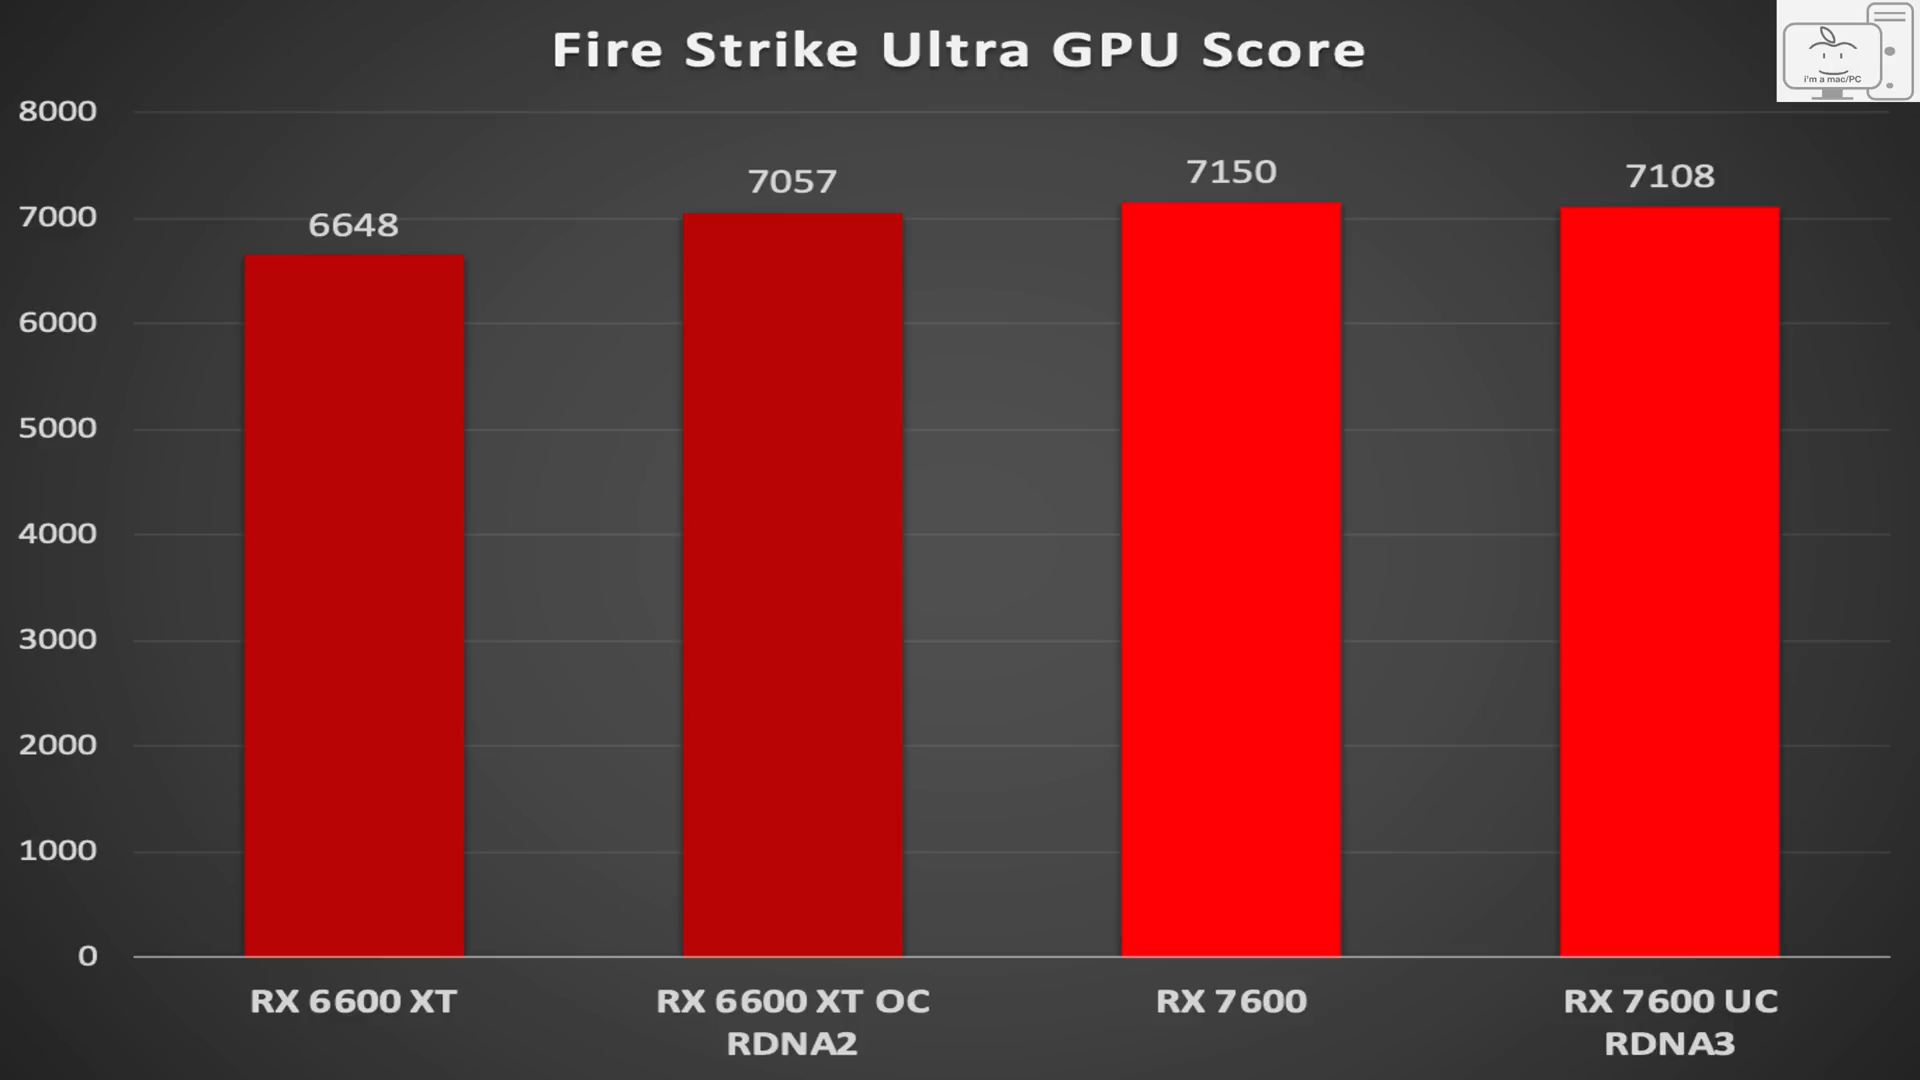 Fire Strike Ultra GPU Score
i'm a mac/PC
8000
7000
6000
5000
4000
3000
2000
1000
0
6648
7057
7150
7108
RX 6600 XT
RX 6600 XT OC
RDNA2
RX 7600
RX 7600 UC
RDNA3